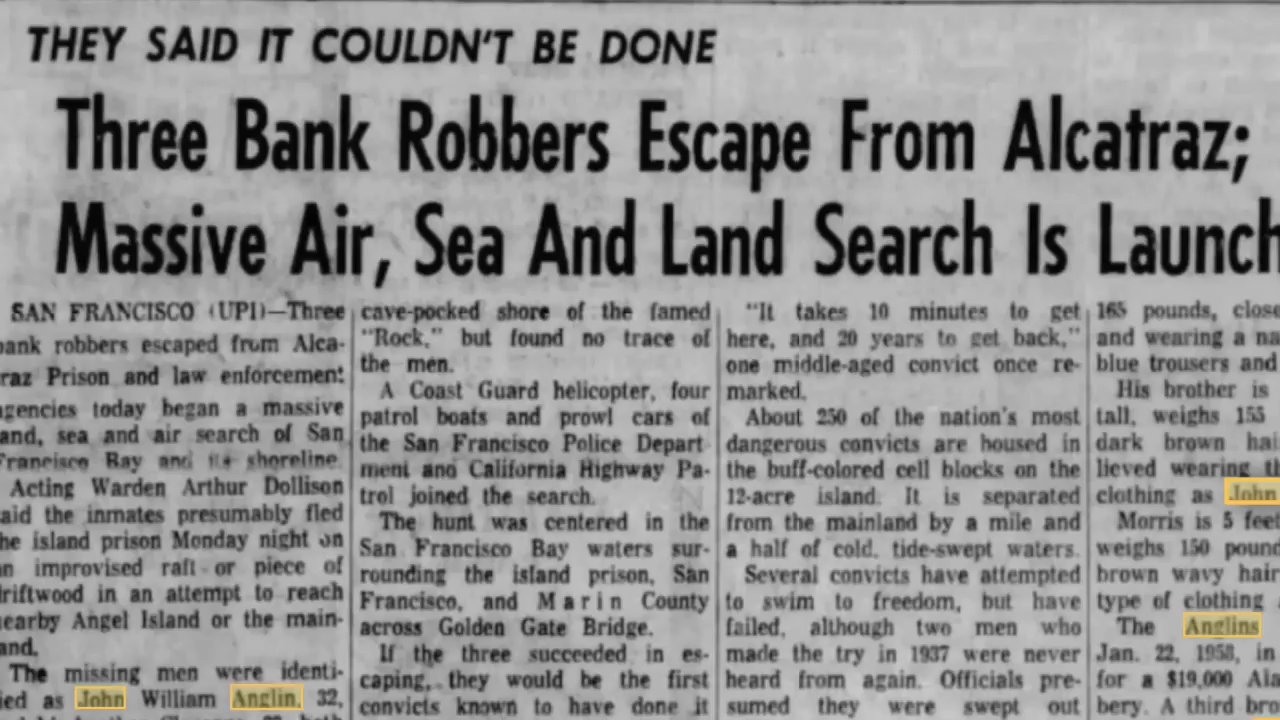 THEY SAID IT COULDN'T BE DONE
Three Bank Robbers Escape From Alcatraz;
Massive Air, Sea And Land Search Is Launch
SAN FRANCISCO (UPI)—Three
bank robbers escaped from Alca-
raz Prison and law enforcement
agencies today began a massive
and, sea and air search of San
Francisco Bay and its shoreline.
Acting Warden Arthur Dollison
aid the inmates presumably fled
he island prison Monday night on
an improvised raft or piece of
driftwood in an attempt to reach
nearby Angel Island or the main-
and.
The missing men were identi-
ied as John William Anglin, 32,
cave-pocked shore of the famed
"Rock," but found no trace of
the men.
A Coast Guard helicopter, four
patrol boats and prowl cars of
the San Francisco Police Depart
ment and California Highway Pa-
trol joined the search.
The hunt was centered in the
San Francisco Bay waters sur-
rounding the island prison, San
Francisco, and Marin County
across Golden Gate Bridge.
If the three succeeded in es-
caping, they would be the first
convicts known to have done it
"It takes 10 minutes to get
here, and 20 years to get back,"
one middle-aged convict once re-
marked.
About 250 of the nation's most
dangerous convicts are housed in
the buff-colored cell blocks on the
12-acre island. It is separated
from the mainland by a mile and
a half of cold, tide-swept waters.
Several convicts have attempted
to swim to freedom, but have
failed, although two men who
made the try in 1937 were never
heard from again. Officials pre-
sumed they were swept out
165 pounds, close
and wearing a na
blue trousers and
His brother is
tall, weighs 155
dark brown hai
lieved wearing th
clothing as John
Morris is 5 feet
weighs 150 pound
brown wavy hair
type of clothing
The Anglins
Jan. 22, 1958, in
for a $19,000 Ala
bery. A third bro